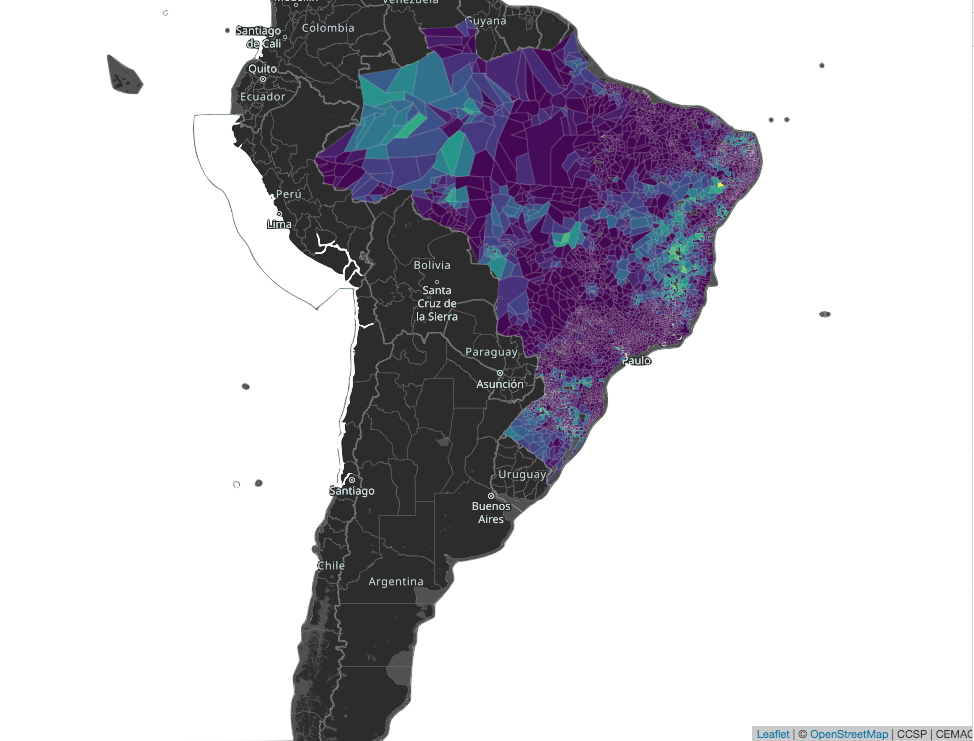 Venezuela
Guyana
Colombia
Santiago
de Cali
Quito
Ecuador
Perú
Lima
Bolivia
Santa
Cruz de
la Sierra
Paraguay
Asunción
Paulo
Uruguay
Santiago
Buenos
Aires
Chile
Argentina
Leaflet | © OpenStreetMap | CCSP | CEMAC